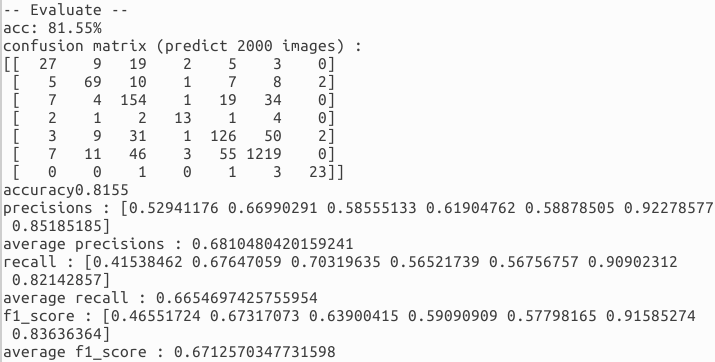 -- Evaluate --
acc: 81.55%
confusion matrix (predict 2000 images) :
[[ 27 9 19 2 5 3 0]
[ 5 69 10 1 7 8 2]
[ 7 4 154 1 19 34 0]
[ 2 1 2 13 1 4 0]
[ 3 9 31 1 126 50 2]
[ 7 11 46 3 55 1219 0]
[ 0 0 1 0 1 3 23]]
accuracy0.8155
precisions : [0.52941176 0.66990291 0.58555133 0.61904762 0.58878505 0.92278577
0.85185185]
average precisions : 0.6810480420159241
recall : [0.41538462 0.67647059 0.70319635 0.56521739 0.56756757 0.90902312
0.82142857]
average recall : 0.6654697425755954
f1_score : [0.46551724 0.67317073 0.63900415 0.59090909 0.57798165 0.91585274
0.83636364]
average f1_score : 0.6712570347731598